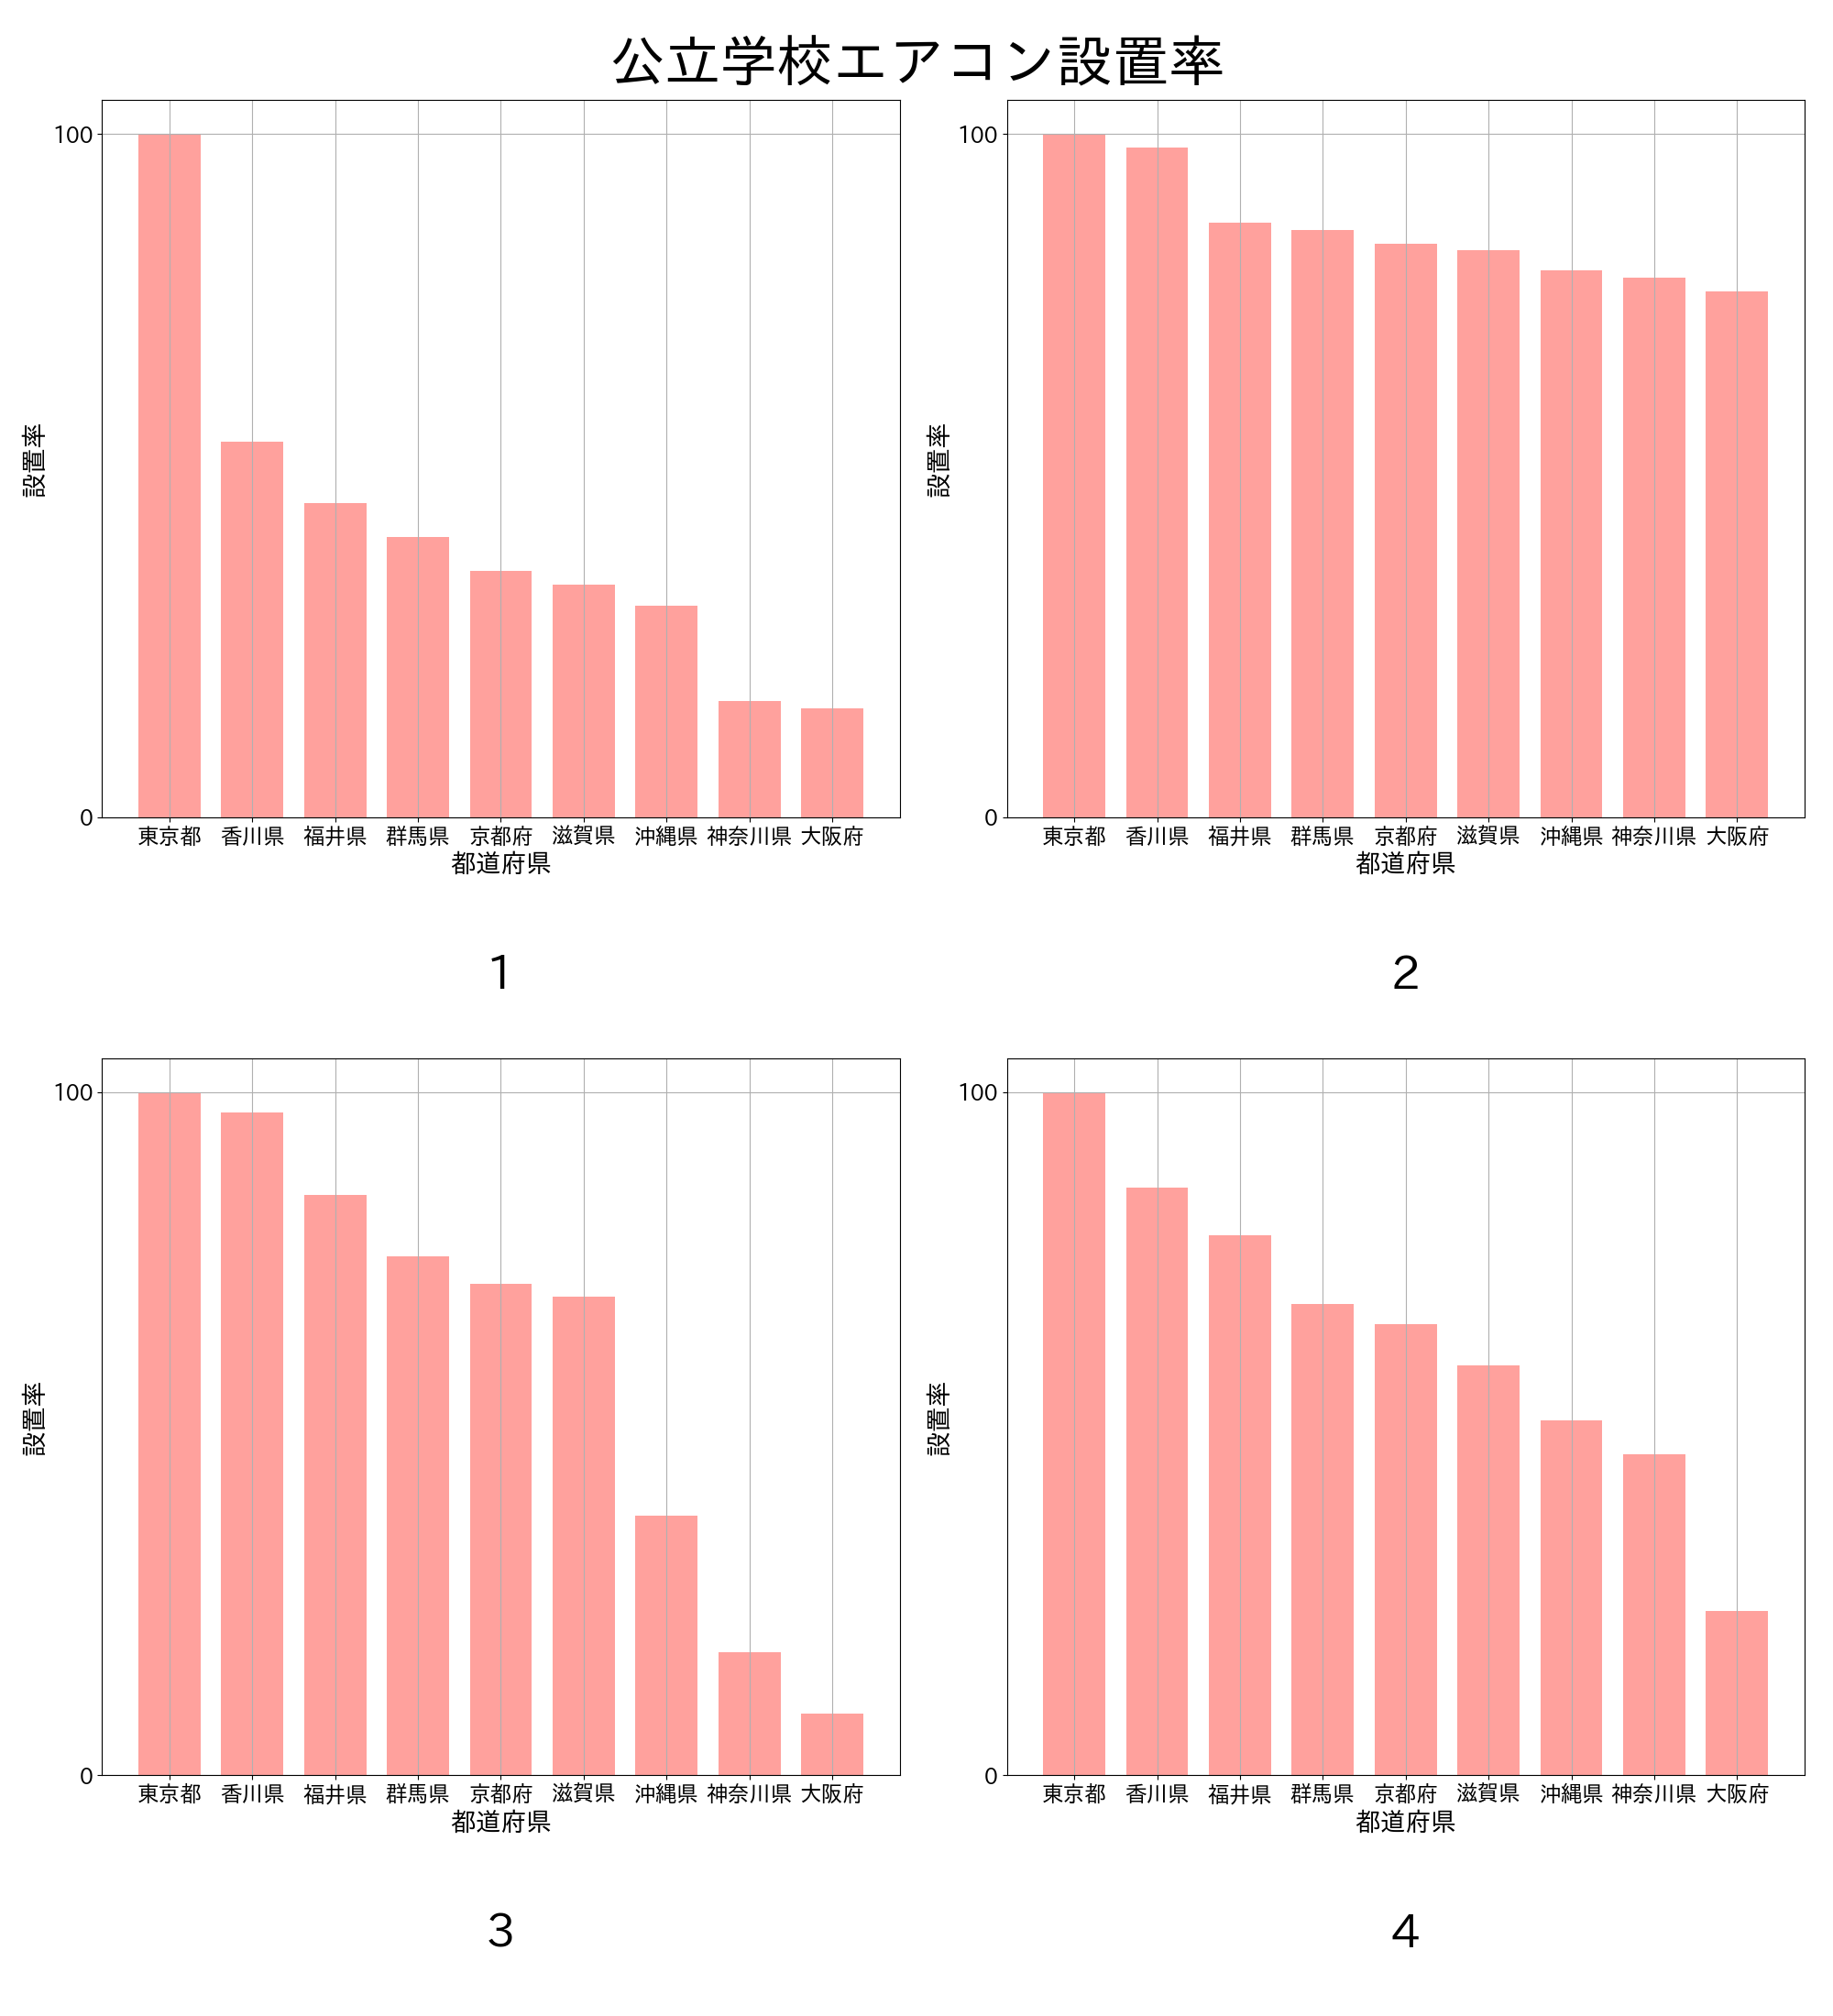 公立学校エアコン設置率
100
0
設置率
東京都 香川県 福井県 群馬県 京都府 滋賀県 沖縄県 神奈川県 大阪府
都道府県
1
100
0
設置率
東京都 香川県 福井県 群馬県 京都府 滋賀県 沖縄県 神奈川県 大阪府
都道府県
2
100
0
設置率
東京都 香川県 福井県 群馬県 京都府 滋賀県 沖縄県 神奈川県 大阪府
都道府県
3
100
0
設置率
東京都 香川県 福井県 群馬県 京都府 滋賀県 沖縄県 神奈川県 大阪府
都道府県
4